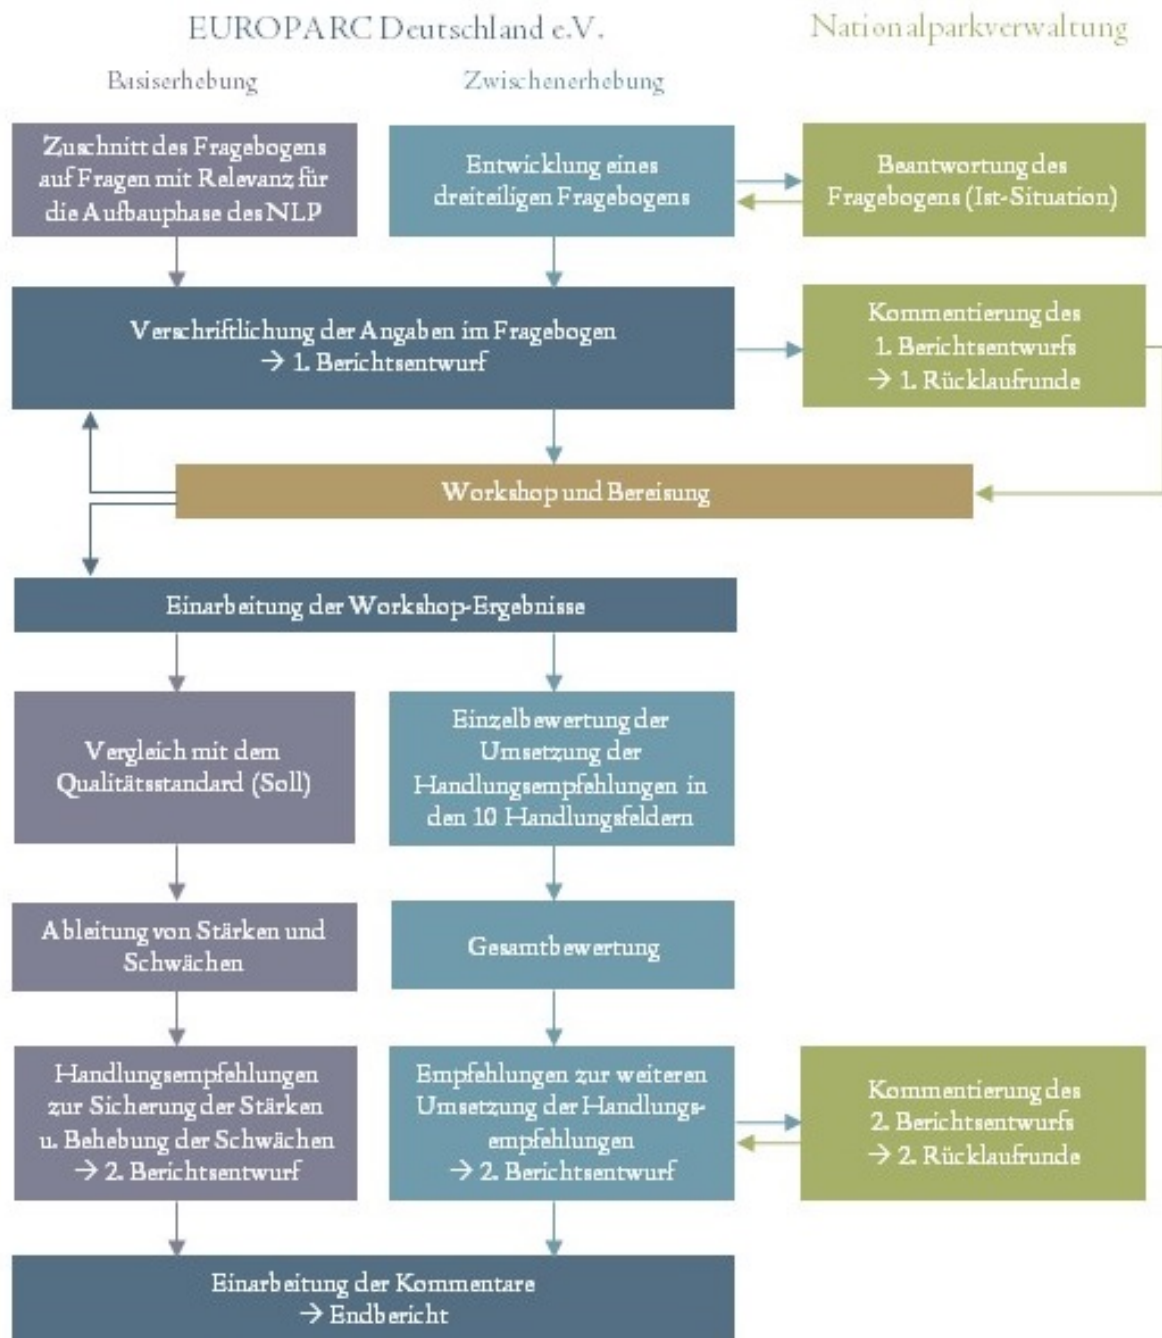 EUROPARC Deutschland e.V.
Nationalparkverwaltung
Basiserhebung
Zwischenerhebung
Zuschnitt des Fragebogens
auf Fragen mit Relevanz für
die Aufbauphase des NLP
Entwicklung eines
dreiteiligen Fragebogens
Beantwortung des
Fragebogens (Ist-Situation)
Verschriftlichung der Angaben im Fragebogen
→ 1. Berichtsentwurf
Kommentierung des
1. Berichtsentwurfs
→ 1. Rücklaufrunde
Workshop und Bereisung
Einarbeitung der Workshop-Ergebnisse
Vergleich mit dem
Qualitätsstandard (Soll)
Einzelbewertung der
Umsetzung der
Handlungsempfehlungen in
den 10 Handlungsfeldern
Ableitung von Stärken und
Schwächen
Gesamtbewertung
Handlungsempfehlungen
zur Sicherung der Stärken
u. Behebung der Schwächen
→ 2. Berichtsentwurf
Empfehlungen zur weiteren
Umsetzung der Handlungs-
empfehlungen
→ 2. Berichtsentwurf
Kommentierung des
2. Berichtsentwurfs
→ 2. Rücklaufrunde
Einarbeitung der Kommentare
→ Endbericht